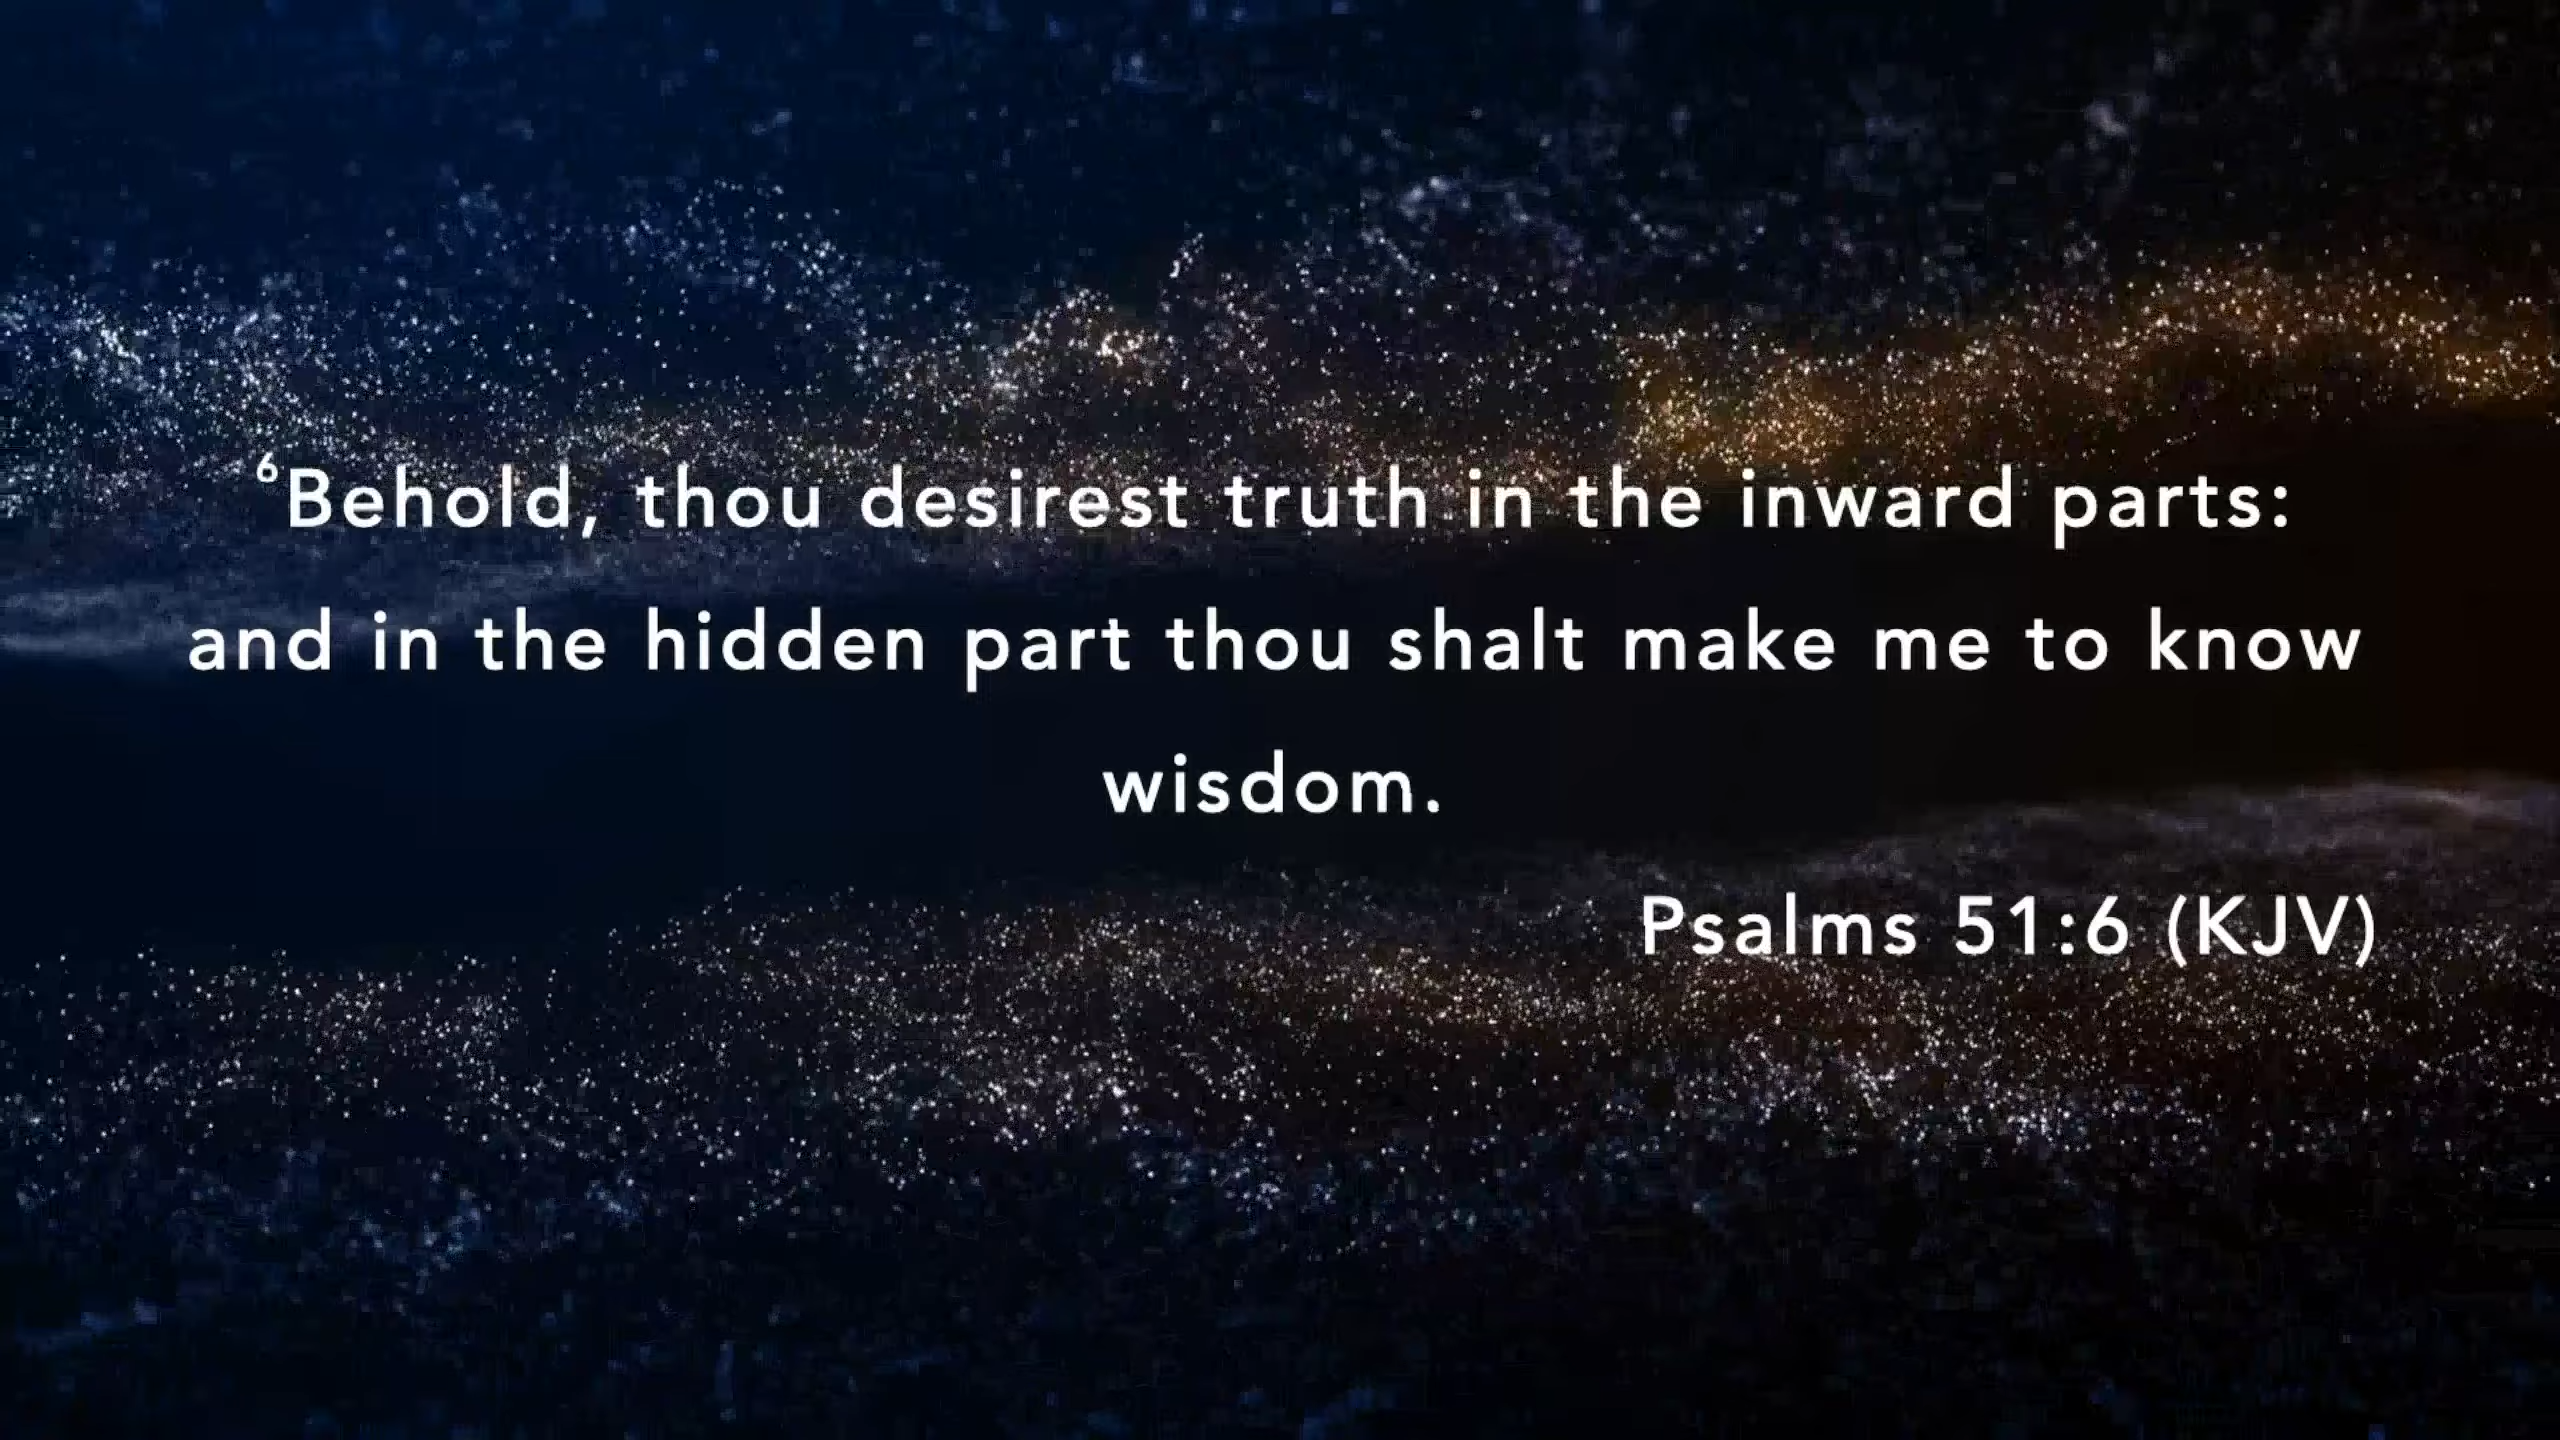 ⁶Behold, thou desirest truth in the inward parts:
and in the hidden part thou shalt make me to know
wisdom.
Psalms 51:6 (KJV)